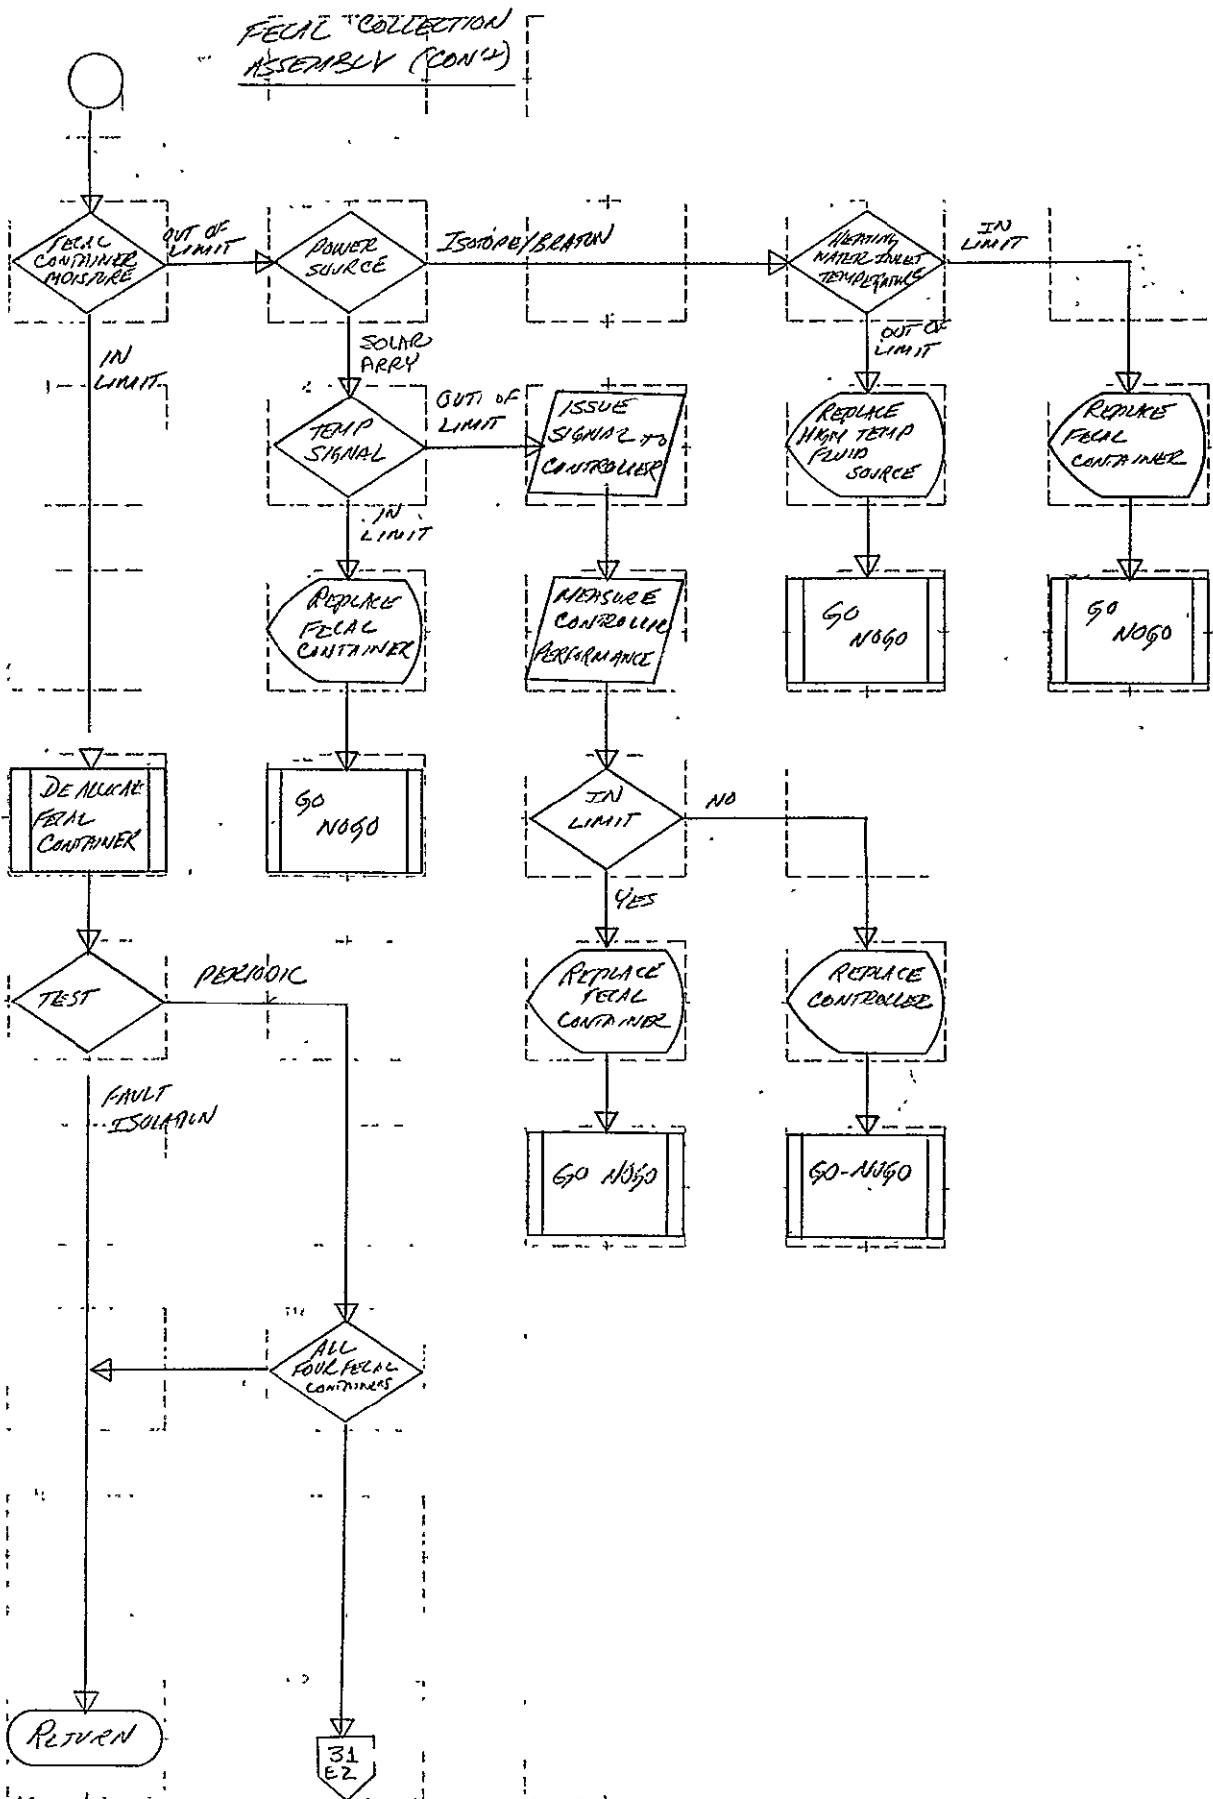 FECAL COLLECTION
ASSEMBLY (CON'D)
FECAL
CONTAINER
MOISTURE
OUT OF
LIMIT
POWER
SOURCE
ISOTOPE/BRATON
HEATING
WATER INLET
TEMPERATURE
IN
LIMIT
IN
LIMIT
SOLAR
ARRY
OUT OF
LIMIT
TEMP
SIGNAL
OUT OF
LIMIT
ISSUE
SIGNAL TO
CONTROLLER
REPLACE
HIGH TEMP
FLUID
SOURCE
REPLACE
FECAL
CONTAINER
IN
LIMIT
REPLACE
FECAL
CONTAINER
MEASURE
CONTROLLER
PERFORMANCE
GO
NOGO
GO
NOGO
DE ALLOCATE
FECAL
CONTAINER
GO
NOGO
IN
LIMIT
NO
YES
TEST
PERIODIC
REPLACE
FECAL
CONTAINER
REPLACE
CONTROLLER
FAULT
ISOLATION
GO NOGO
GO-NOGO
ALL
FOUR FECAL
CONTAINERS
RETURN
31
E2